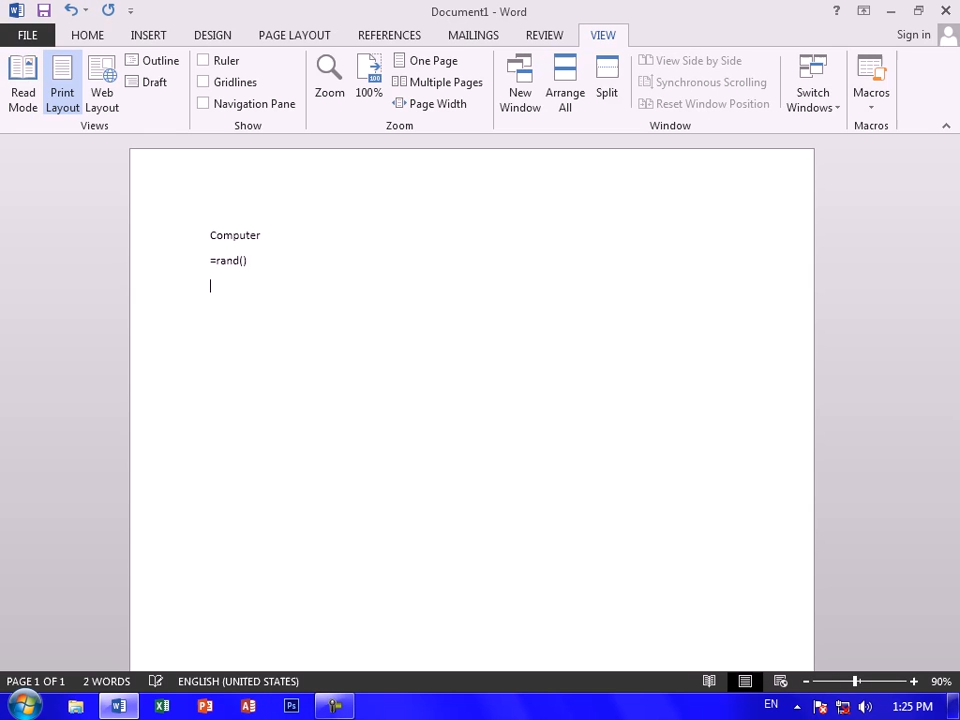 Document1 - Word
?
FILE HOME INSERT DESIGN PAGE LAYOUT REFERENCES MAILINGS REVIEW VIEW Sign in
Read Mode
Print Layout
Web Layout
Outline
Draft
Views
Ruler
Gridlines
Navigation Pane
Show
Zoom
100%
One Page
Multiple Pages
Page Width
Zoom
New Window
Arrange All
Split
View Side by Side
Synchronous Scrolling
Reset Window Position
Window
Switch Windows
Macros
Macros
Computer
=rand()
PAGE 1 OF 1 2 WORDS ENGLISH (UNITED STATES) 90%
EN 1:25 PM